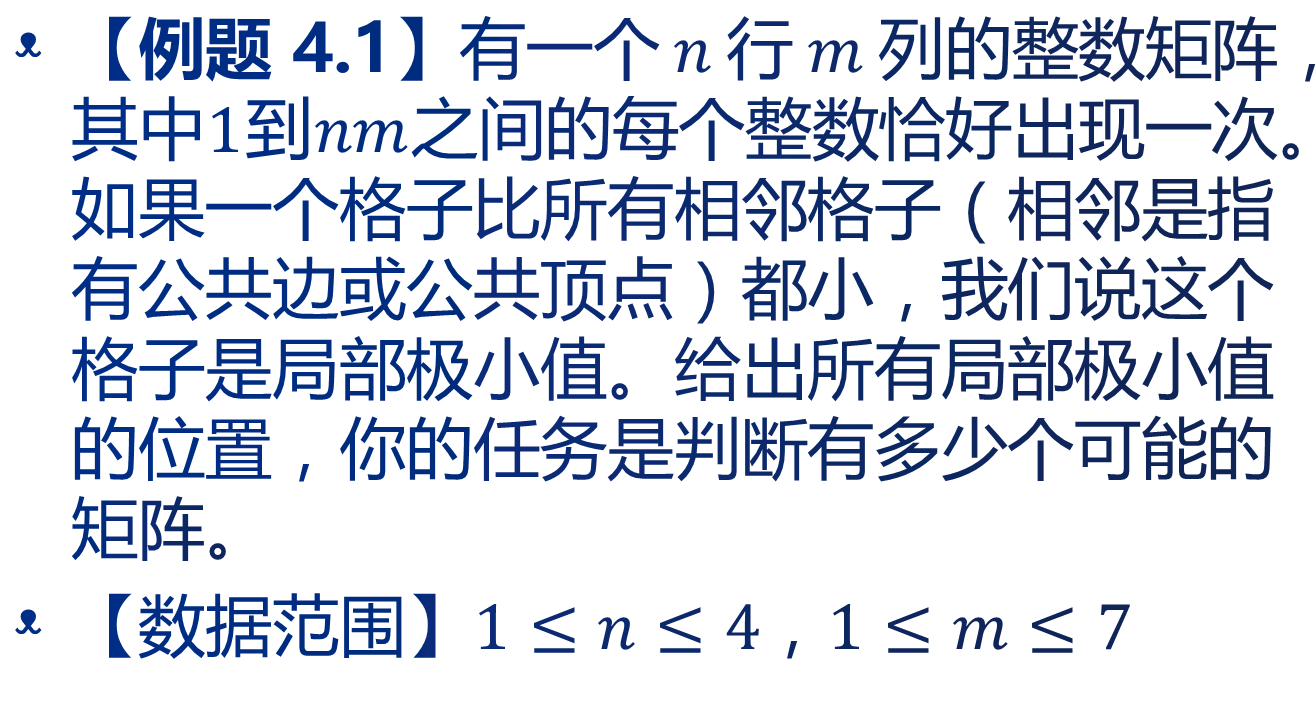 【例题 4.1】有一个 n 行 m 列的整数矩阵，
其中1到nm之间的每个整数恰好出现一次。
如果一个格子比所有相邻格子（相邻是指
有公共边或公共顶点）都小，我们说这个
格子是局部极小值。给出所有局部极小值
的位置，你的任务是判断有多少个可能的
矩阵。
【数据范围】1 ≤ n ≤ 4，1 ≤ m ≤ 7